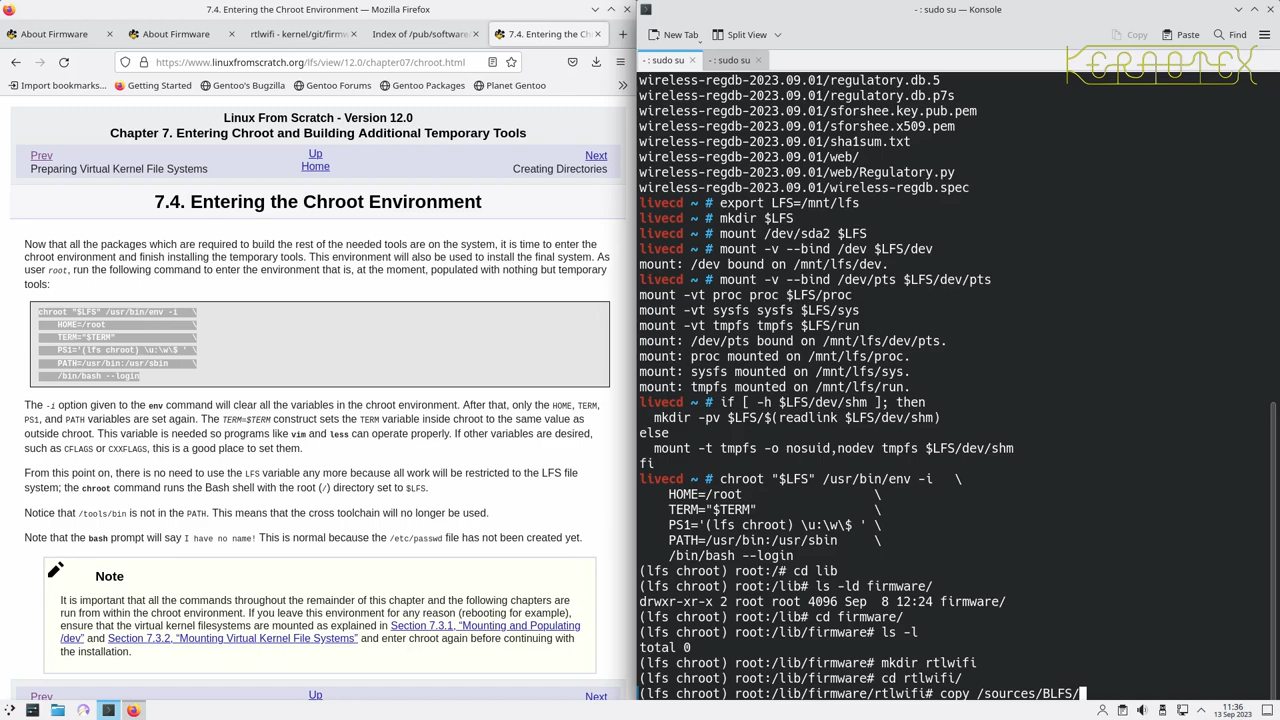 7.4. Entering the Chroot Environment — Mozilla Firefox
About Firmware
About Firmware
rtlwifi - kernel/git/firmw
Index of /pub/software
7.4. Entering the Ch
https://www.linuxfromscratch.org/lfs/view/12.0/chapter07/chroot.html
Import bookmarks...
Getting Started
Gentoo's Bugzilla
Gentoo Forums
Gentoo Packages
Planet Gentoo
Linux From Scratch - Version 12.0
Chapter 7. Entering Chroot and Building Additional Temporary Tools
Prev
Up
Next
Preparing Virtual Kernel File Systems
Home
Creating Directories
7.4. Entering the Chroot Environment
Now that all the packages which are required to build the rest of the needed tools are on the system, it is time to enter the
chroot environment and finish installing the temporary tools. This environment will also be used to install the final system. As
user root, run the following command to enter the environment that is, at the moment, populated with nothing but temporary
tools:
chroot "$LFS" /usr/bin/env -i   \
    HOME=/root                  \
    TERM="$TERM"                \
    PS1='(lfs chroot) \u:\w\$ ' \
    PATH=/usr/bin:/usr/sbin     \
    /bin/bash --login
The -i option given to the env command will clear all the variables in the chroot environment. After that, only the HOME, TERM,
PS1, and PATH variables are set again. The TERM=$TERM construct sets the TERM variable inside chroot to the same value as
outside chroot. This variable is needed so programs like vim and less can operate properly. If other variables are desired,
such as CFLAGS or CXXFLAGS, this is a good place to set them.
From this point on, there is no need to use the LFS variable any more because all work will be restricted to the LFS file
system; the chroot command runs the Bash shell with the root (/) directory set to $LFS.
Notice that /tools/bin is not in the PATH. This means that the cross toolchain will no longer be used.
Note that the bash prompt will say I have no name! This is normal because the /etc/passwd file has not been created yet.
Note
It is important that all the commands throughout the remainder of this chapter and the following chapters are
run from within the chroot environment. If you leave this environment for any reason (rebooting for example),
ensure that the virtual kernel filesystems are mounted as explained in Section 7.3.1, “Mounting and Populating
/dev” and Section 7.3.2, “Mounting Virtual Kernel File Systems” and enter chroot again before continuing with
the installation.
Prev
Up
Next
- : sudo su — Konsole
New Tab
Split View
Copy
Paste
Find
- : sudo su
- : sudo su
KERNOTEX
wireless-regdb-2023.09.01/regulatory.db.5
wireless-regdb-2023.09.01/regulatory.db.p7s
wireless-regdb-2023.09.01/sforshee.key.pub.pem
wireless-regdb-2023.09.01/sforshee.x509.pem
wireless-regdb-2023.09.01/sha1sum.txt
wireless-regdb-2023.09.01/web/
wireless-regdb-2023.09.01/web/Regulatory.py
wireless-regdb-2023.09.01/wireless-regdb.spec
livecd ~ # export LFS=/mnt/lfs
livecd ~ # mkdir $LFS
livecd ~ # mount /dev/sda2 $LFS
livecd ~ # mount -v --bind /dev $LFS/dev
mount: /dev bound on /mnt/lfs/dev.
livecd ~ # mount -v --bind /dev/pts $LFS/dev/pts
mount -vt proc proc $LFS/proc
mount -vt sysfs sysfs $LFS/sys
mount -vt tmpfs tmpfs $LFS/run
mount: /dev/pts bound on /mnt/lfs/dev/pts.
mount: proc mounted on /mnt/lfs/proc.
mount: sysfs mounted on /mnt/lfs/sys.
mount: tmpfs mounted on /mnt/lfs/run.
livecd ~ # if [ -h $LFS/dev/shm ]; then
  mkdir -pv $LFS/$(readlink $LFS/dev/shm)
else
  mount -t tmpfs -o nosuid,nodev tmpfs $LFS/dev/shm
fi
livecd ~ # chroot "$LFS" /usr/bin/env -i   \
    HOME=/root                  \
    TERM="$TERM"                \
    PS1='(lfs chroot) \u:\w\$ ' \
    PATH=/usr/bin:/usr/sbin     \
    /bin/bash --login
(lfs chroot) root:/# cd lib
(lfs chroot) root:/lib# ls -ld firmware/
drwxr-xr-x 2 root root 4096 Sep  8 12:24 firmware/
(lfs chroot) root:/lib# cd firmware/
(lfs chroot) root:/lib/firmware# ls -l
total 0
(lfs chroot) root:/lib/firmware# mkdir rtlwifi
(lfs chroot) root:/lib/firmware# cd rtlwifi/
(lfs chroot) root:/lib/firmware/rtlwifi# copy /sources/BLFS/
11:36
13 Sep 2023